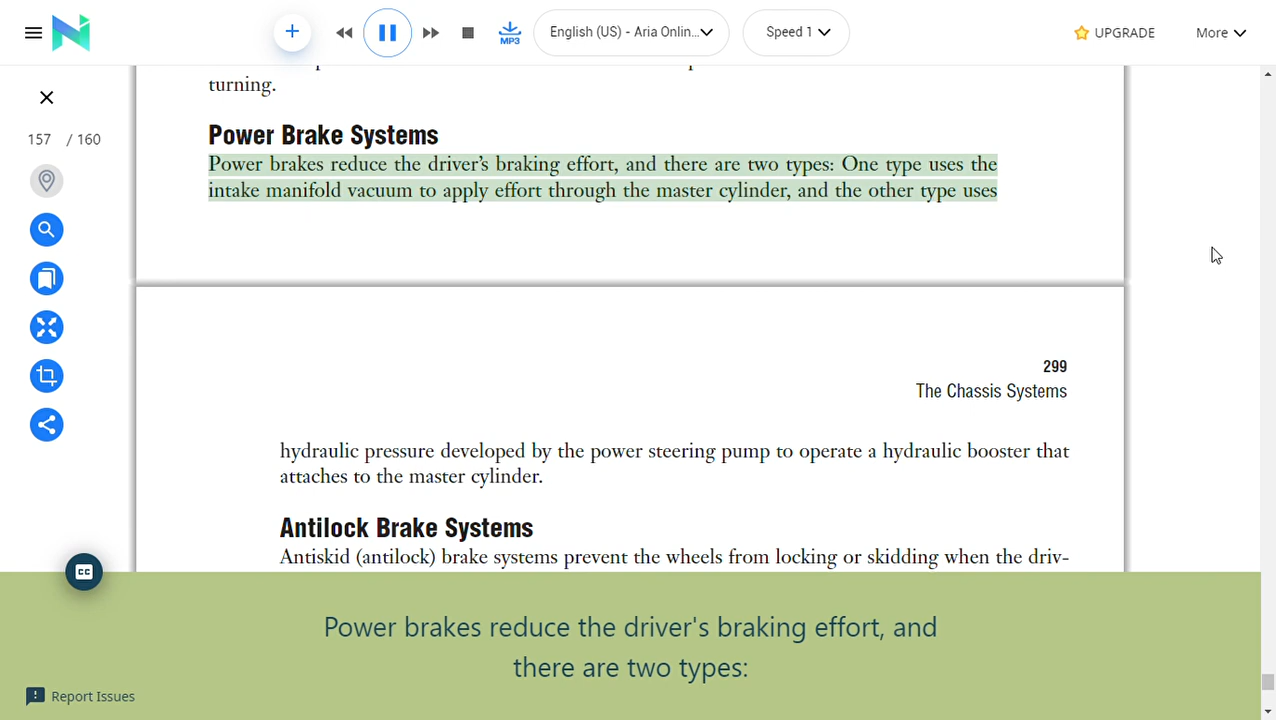 MP3
English (US) - Aria Onlin...
Speed 1
UPGRADE
More
157 / 160
turning.
Power Brake Systems
Power brakes reduce the driver’s braking effort, and there are two types: One type uses the
intake manifold vacuum to apply effort through the master cylinder, and the other type uses
299
The Chassis Systems
hydraulic pressure developed by the power steering pump to operate a hydraulic booster that
attaches to the master cylinder.
Antilock Brake Systems
Antiskid (antilock) brake systems prevent the wheels from locking or skidding when the driv-
CC
Power brakes reduce the driver's braking effort, and
there are two types:
Report Issues